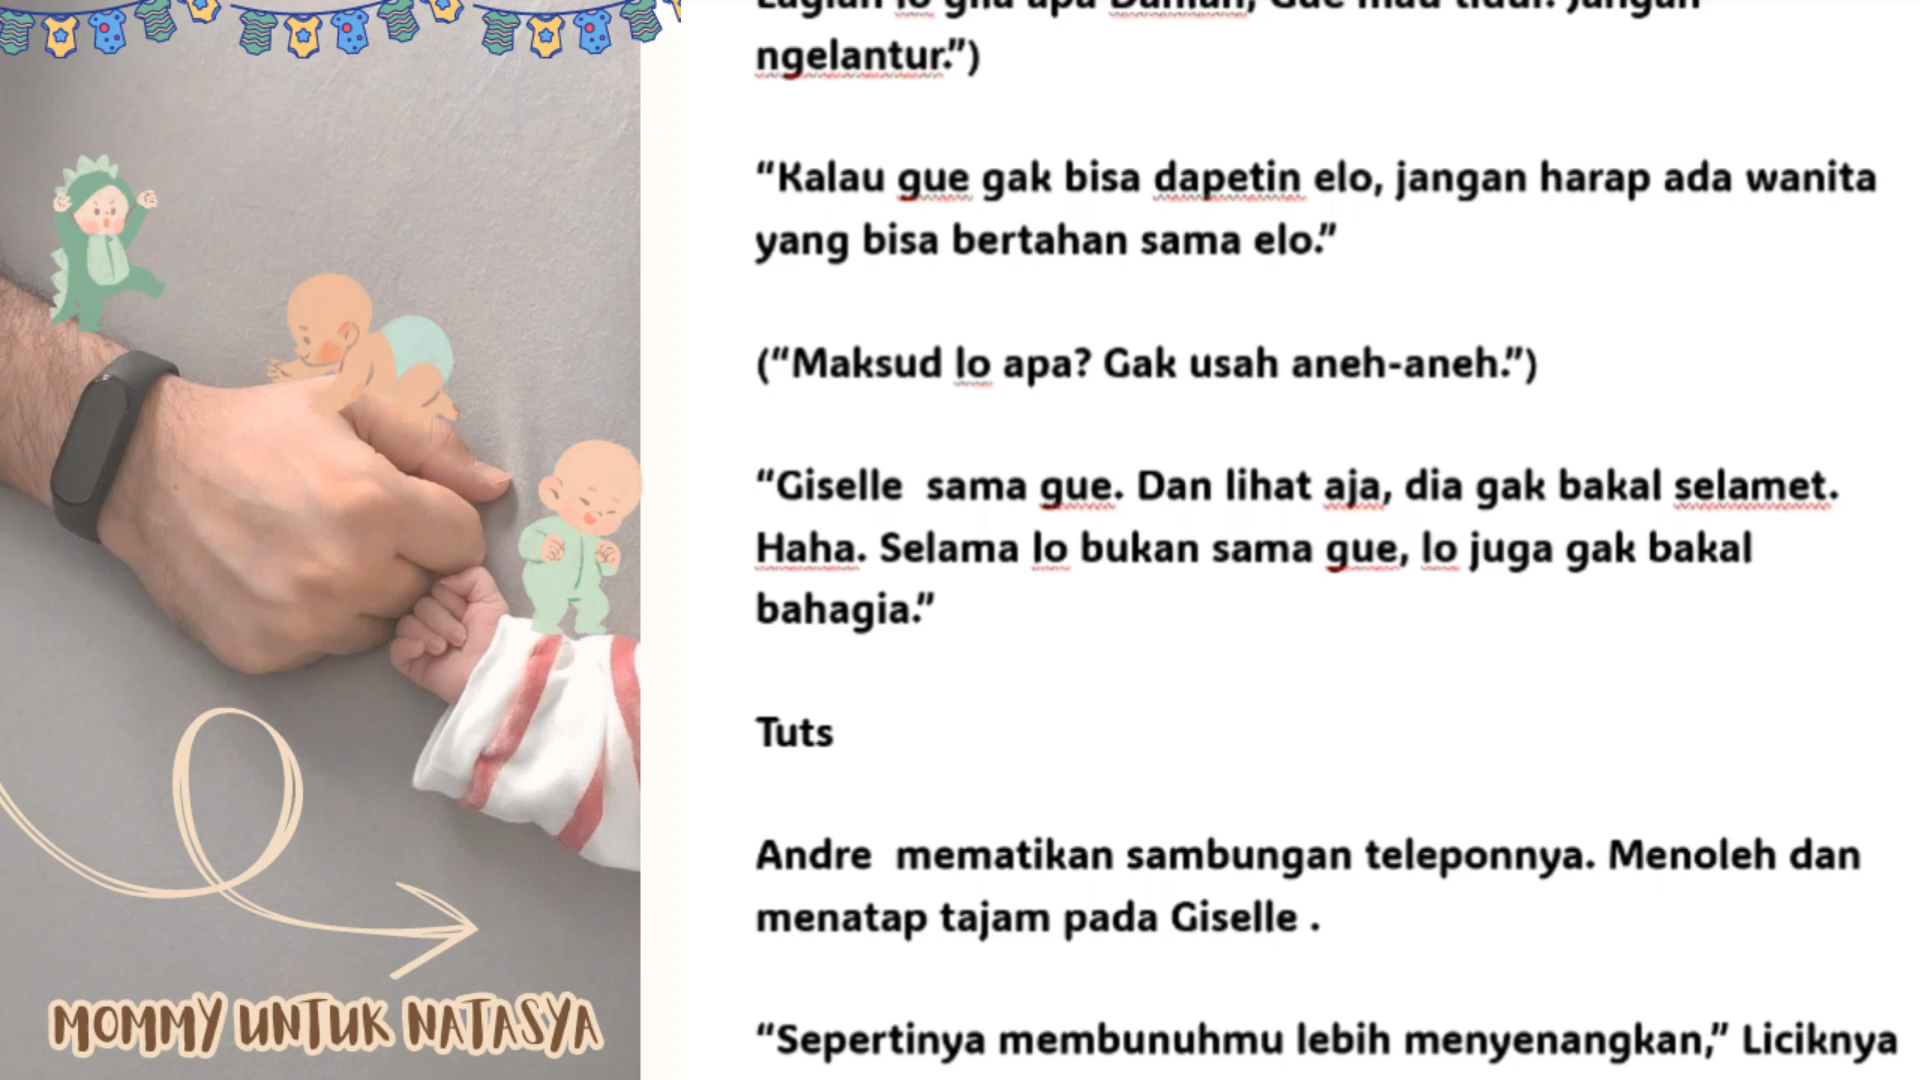 ngelantur.”)
“Kalau gue gak bisa dapetin elo, jangan harap ada wanita
yang bisa bertahan sama elo.”
(“Maksud lo apa? Gak usah aneh-aneh.”)
“Giselle  sama gue. Dan lihat aja, dia gak bakal selamet.
Haha. Selama lo bukan sama gue, lo juga gak bakal
bahagia.”
Tuts
Andre  mematikan sambungan teleponnya. Menoleh dan
menatap tajam pada Giselle .
“Sepertinya membunuhmu lebih menyenangkan,” Liciknya
MOMMY UNTUK NATASYA